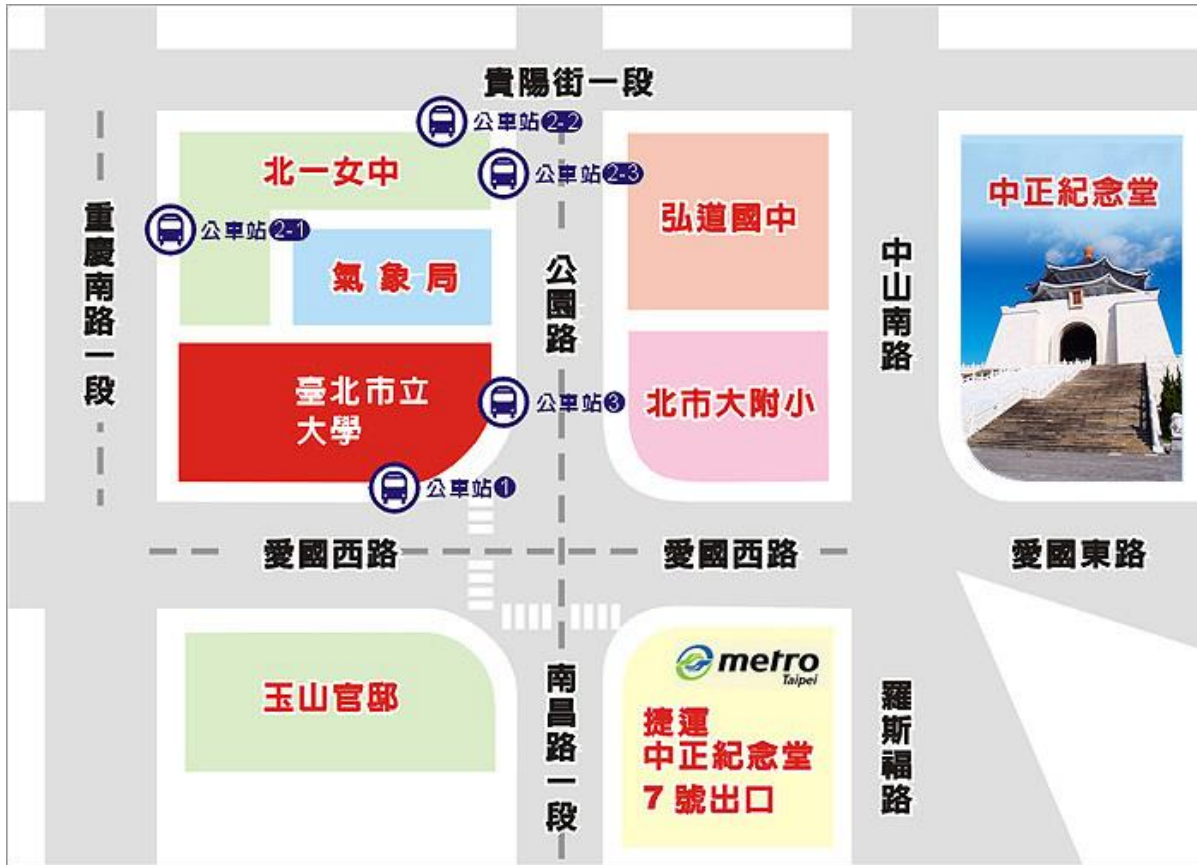 貴陽街一段
公車站2-2
北一女中
公車站2-3
中正紀念堂
弘道國中
公車站2-1
重慶南路一段
氣象局
公園路
中山南路
臺北市立
大學
公車站3
北市大附小
公車站1
愛國西路
愛國西路
愛國東路
metro
Taipei
玉山官邸
南昌路一段
捷運
中正紀念堂
7號出口
羅斯福路